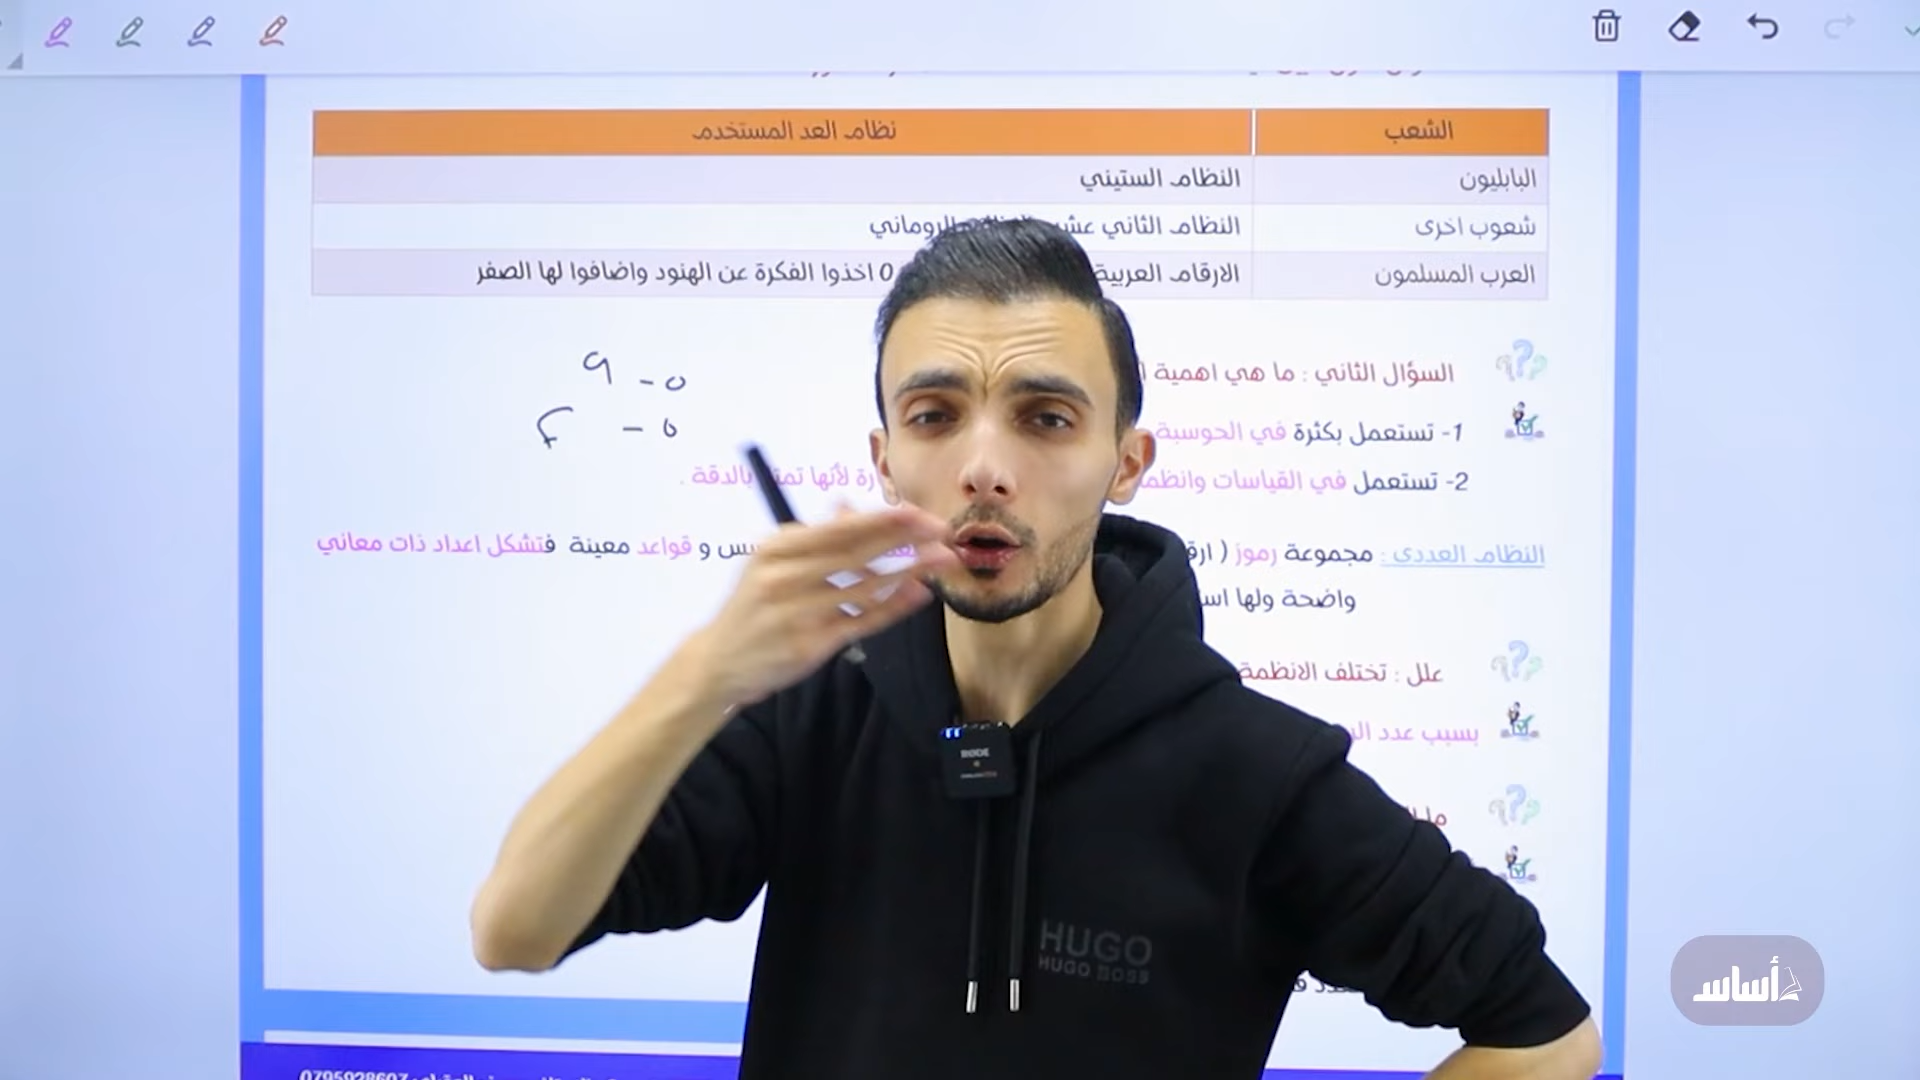 الشعب نظام العد المستخدم
البابليون النظام الستيني
شعوب اخرى النظام الثاني عشر الروماني
العرب المسلمون الارقام العربية 0 اخذوا الفكرة عن الهنود واضافوا لها الصفر
9 - 0
- 0
السؤال الثاني : ما هي اهمية
1- تستعمل بكثرة في الحوسبة
2- تستعمل في القياسات لأنها تمتاز بالدقة .
النظام العددي : مجموعة رموز ( و قواعد معينة فتشكل اعداد ذات معاني
واضحة ولها
علل : تختلف الانظمة
بسبب عدد
RØDE
HUGO
HUGO BOSS
أساس
0795928607